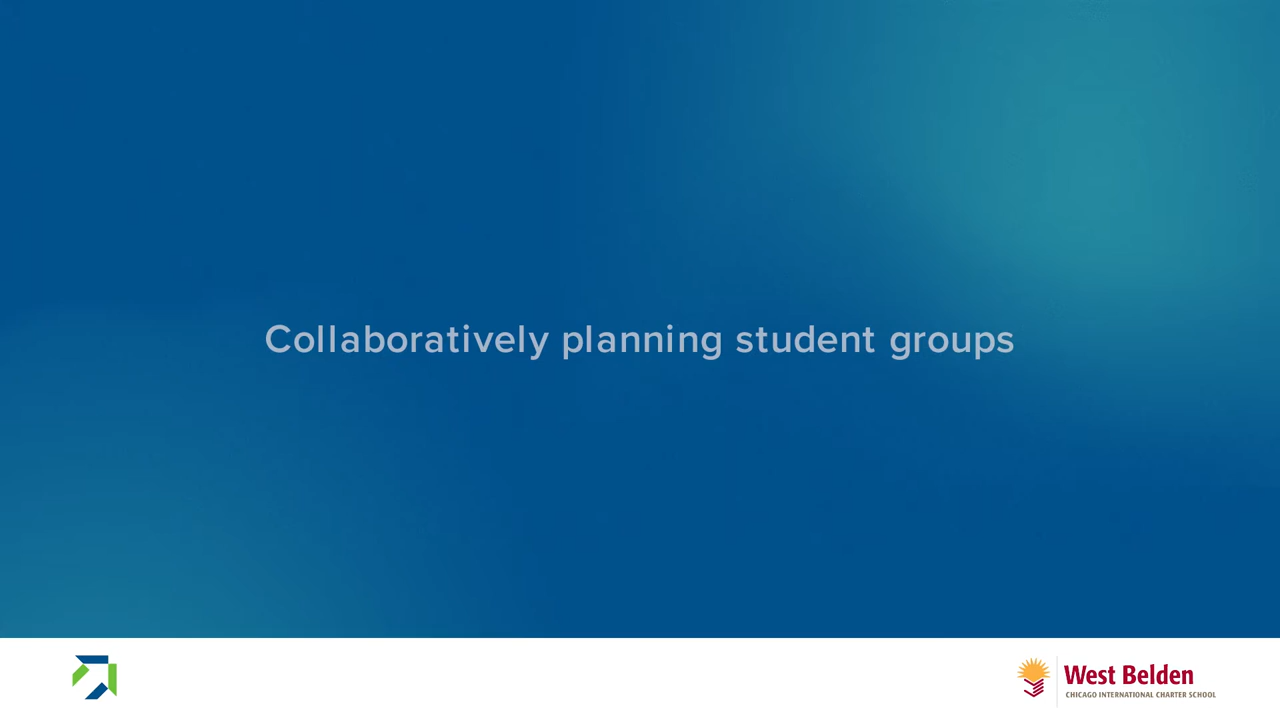 Collaboratively planning student groups
West Belden
CHICAGO INTERNATIONAL CHARTER SCHOOL